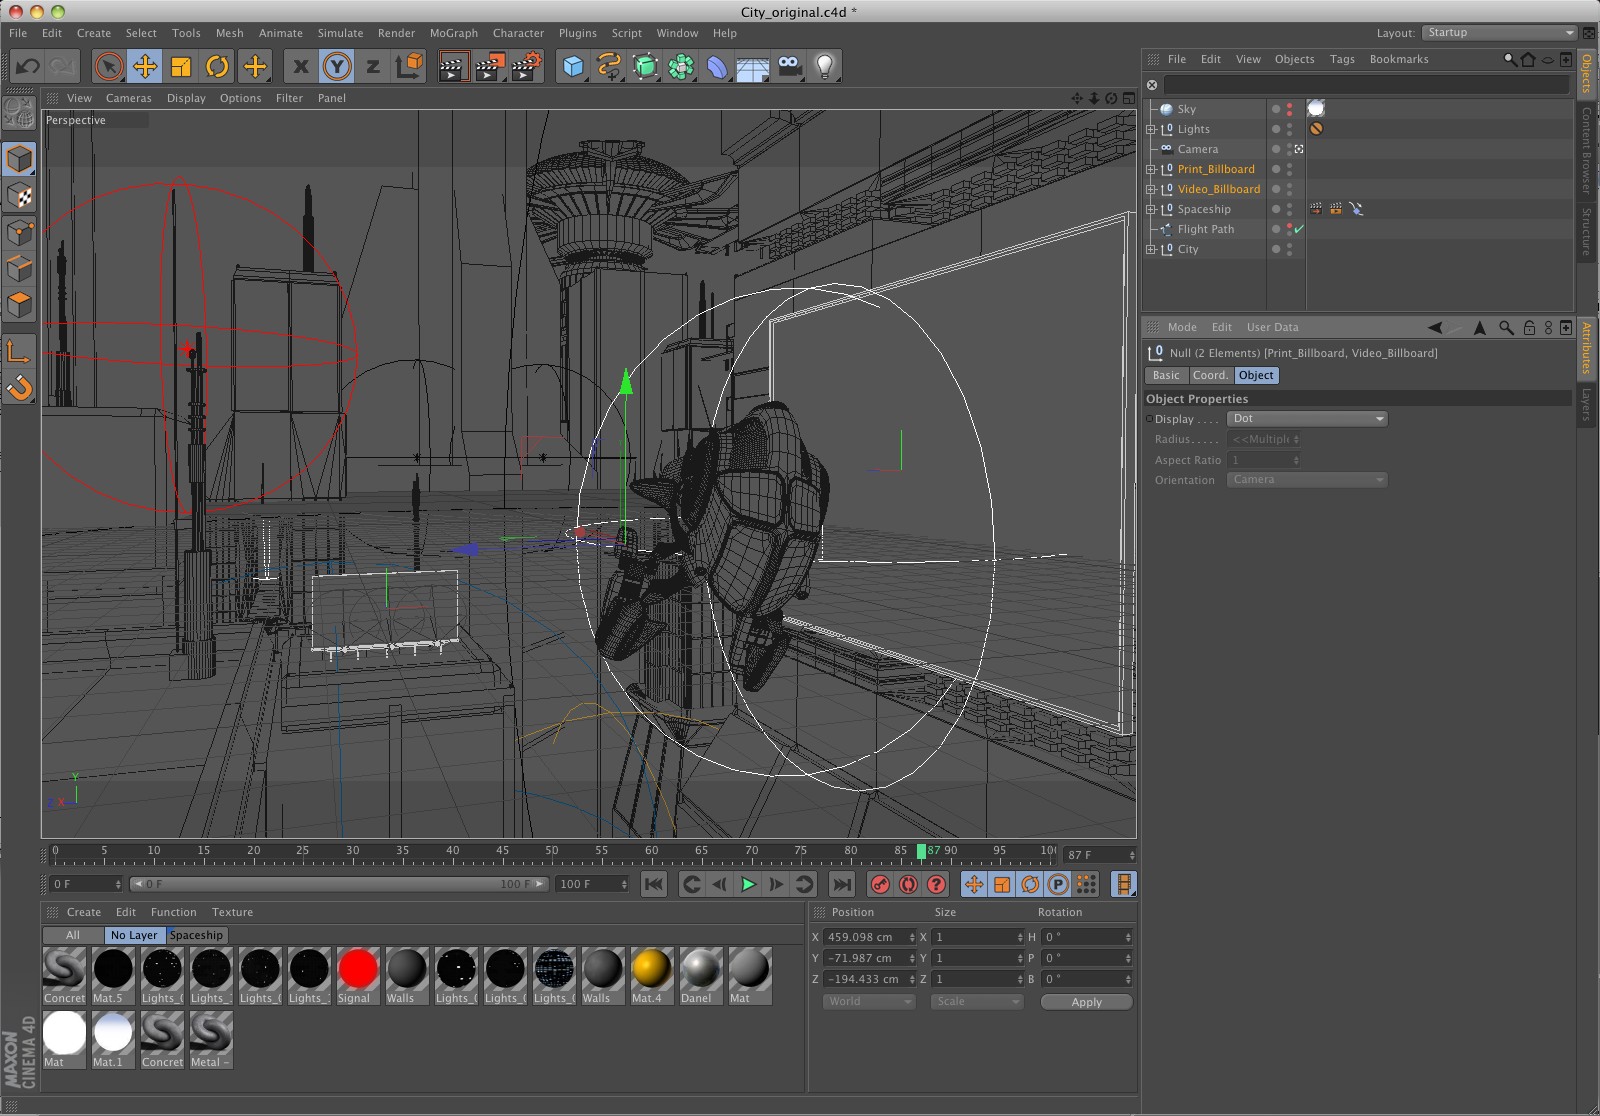 City_original.c4d *
File Edit Create Select Tools Mesh Animate Simulate Render MoGraph Character Plugins Script Window Help
Layout: Startup
X Y Z
File Edit View Objects Tags Bookmarks
View Cameras Display Options Filter Panel
Perspective
Sky
Lights
Camera
Print_Billboard
Video_Billboard
Spaceship
Flight Path
City
Objects
Content Browser
Structure
Mode Edit User Data
Null (2 Elements) [Print_Billboard, Video_Billboard]
Basic Coord. Object
Object Properties
Display . . . . Dot
Radius. . . . . <<Multipl
Aspect Ratio 1
Orientation Camera
Attributes
Layers
Y
Z X
0 5 10 15 20 25 30 35 40 45 50 55 60 65 70 75 80 85 87 90 95 10
87 F
0 F 0 F 100 F 100 F
P
Create Edit Function Texture
All No Layer Spaceship
Concret Mat.5 Lights_( Lights_: Lights_( Lights_: Signal Walls Lights_( Lights_( Lights_( Walls Mat.4 Danel Mat
Mat Mat.1 Concret Metal -
Position Size Rotation
X 459.098 cm X 1 H 0 °
Y -71.987 cm Y 1 P 0 °
Z -194.433 cm Z 1 B 0 °
World Scale Apply
MAXON
CINEMA 4D